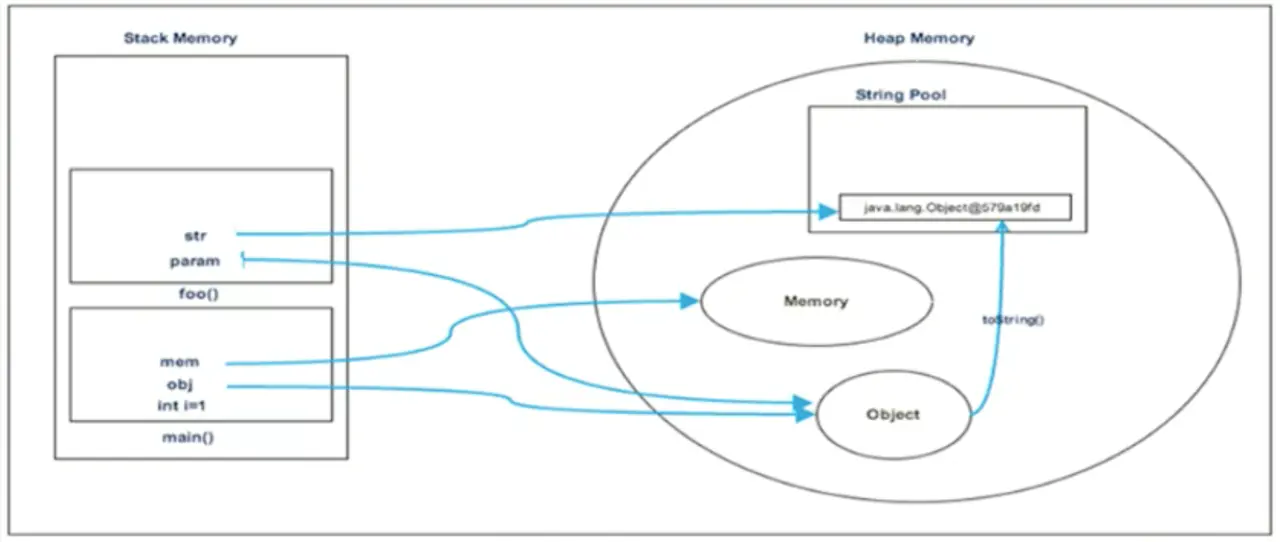 Stack Memory
Heap Memory
String Pool
java.lang.Object@579a19fd
str
param
foo()
Memory
toString()
mem
obj
int i=1
main()
Object